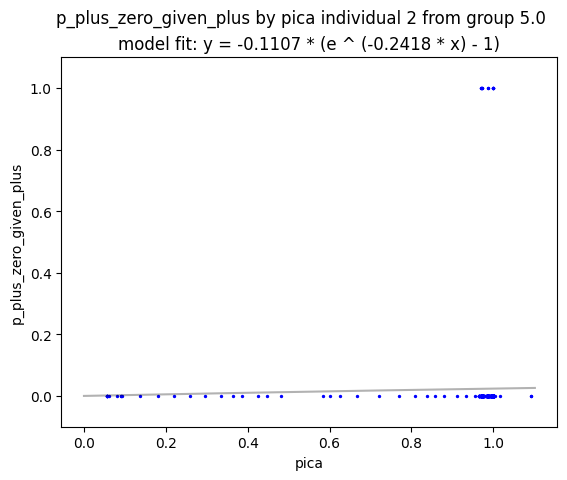 p_plus_zero_given_plus by pica individual 2 from group 5.0
model fit: y = -0.1107 * (e ^ (-0.2418 * x) - 1)
1.0
0.8
0.6
0.4
0.2
0.0
p_plus_zero_given_plus
0.0 0.2 0.4 0.6 0.8 1.0
pica